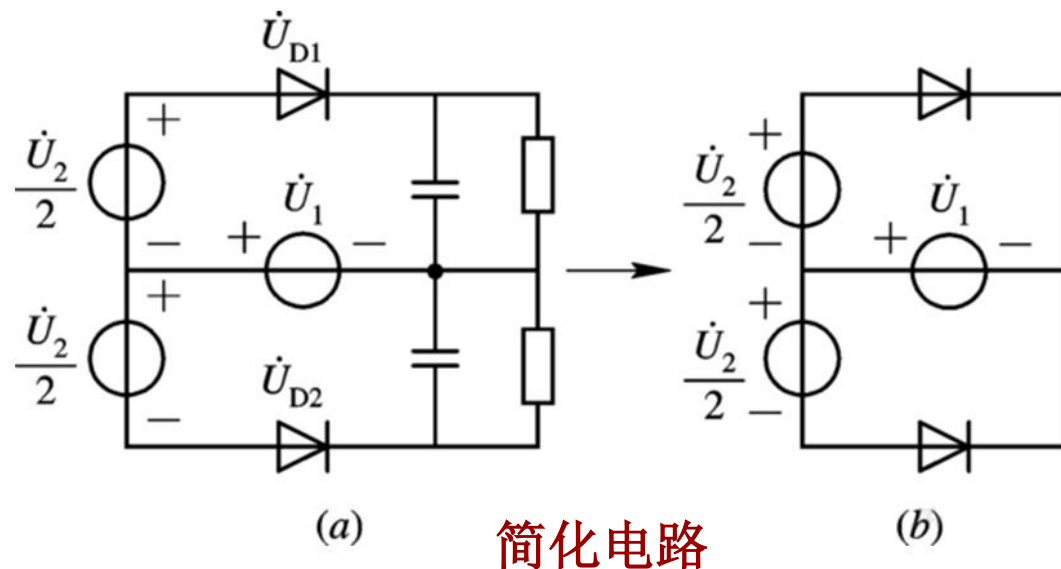 U̇D1
+ +
U̇2/2 U̇1 U̇2/2 U̇1
− + − − + −
+ +
U̇2/2 U̇D2 U̇2/2
− −
(a) (b)
简化电路